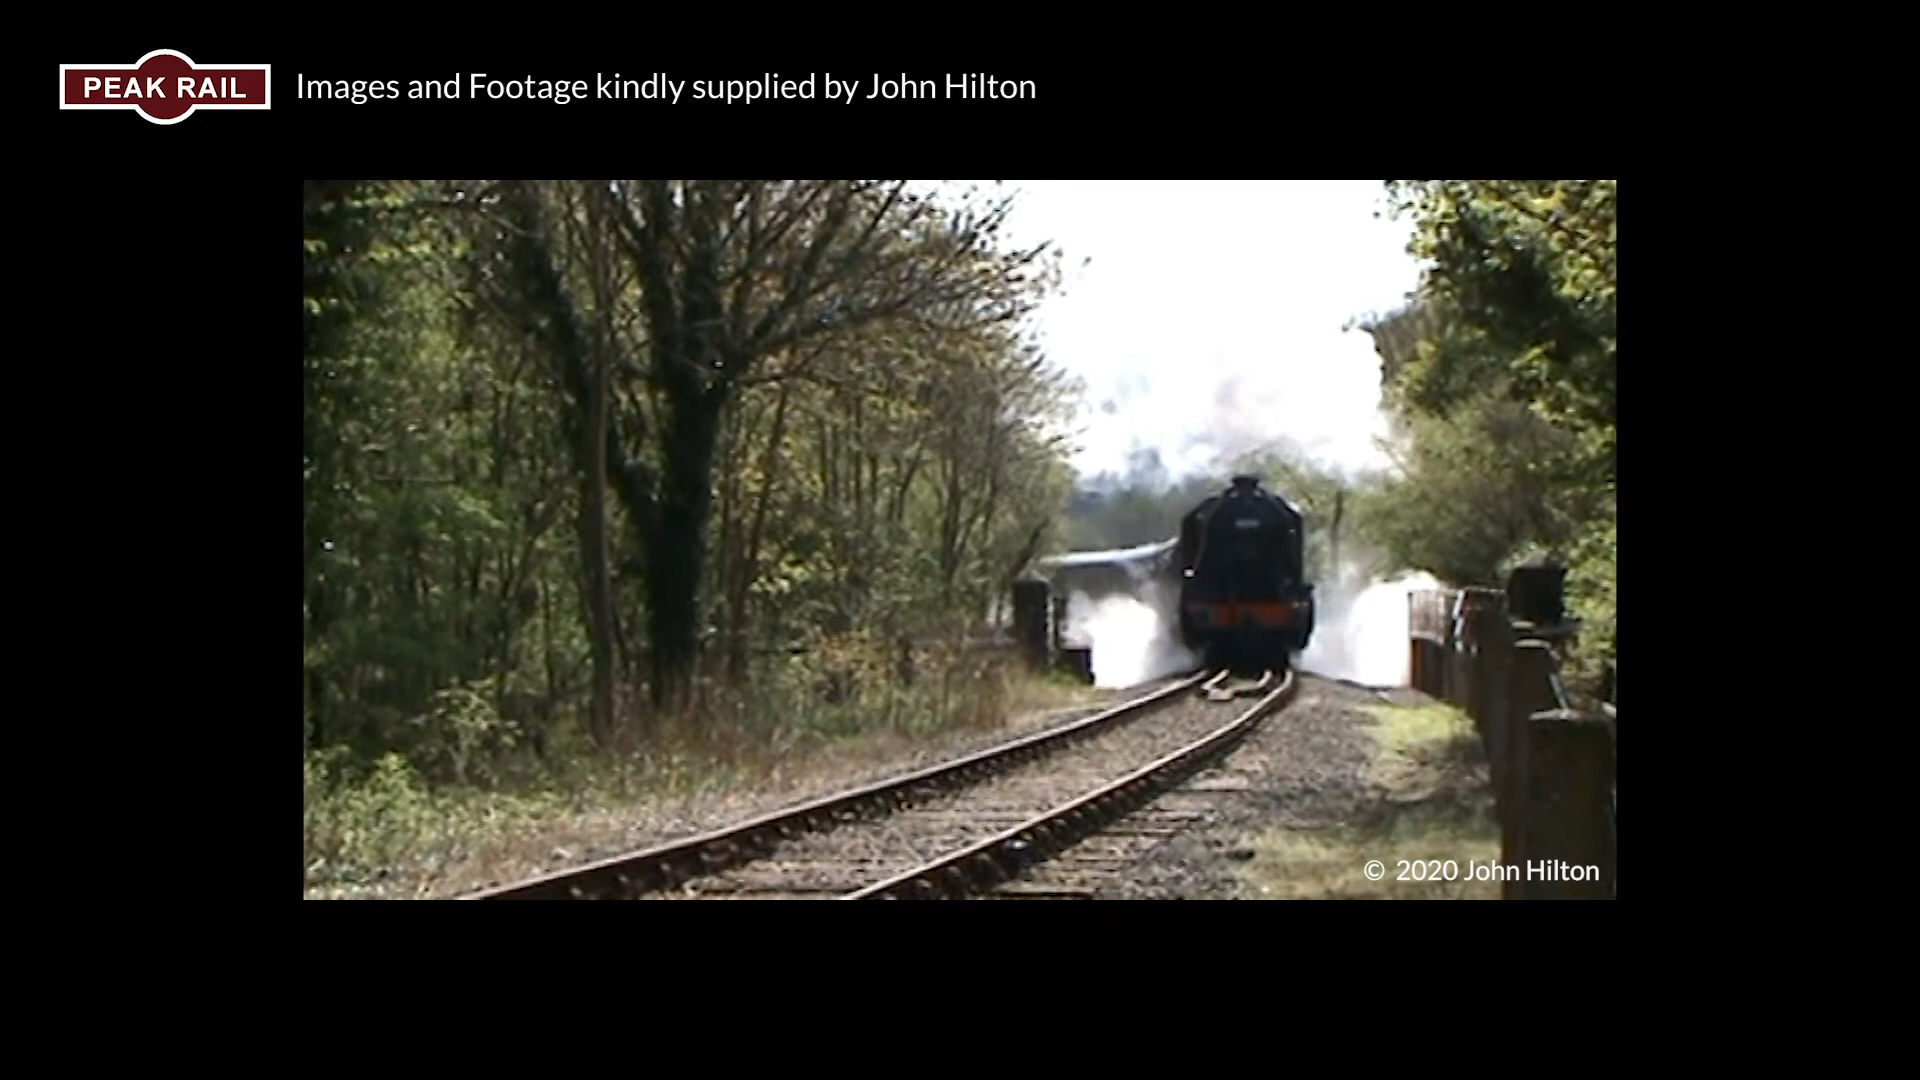 PEAK RAIL
Images and Footage kindly supplied by John Hilton
© 2020 John Hilton